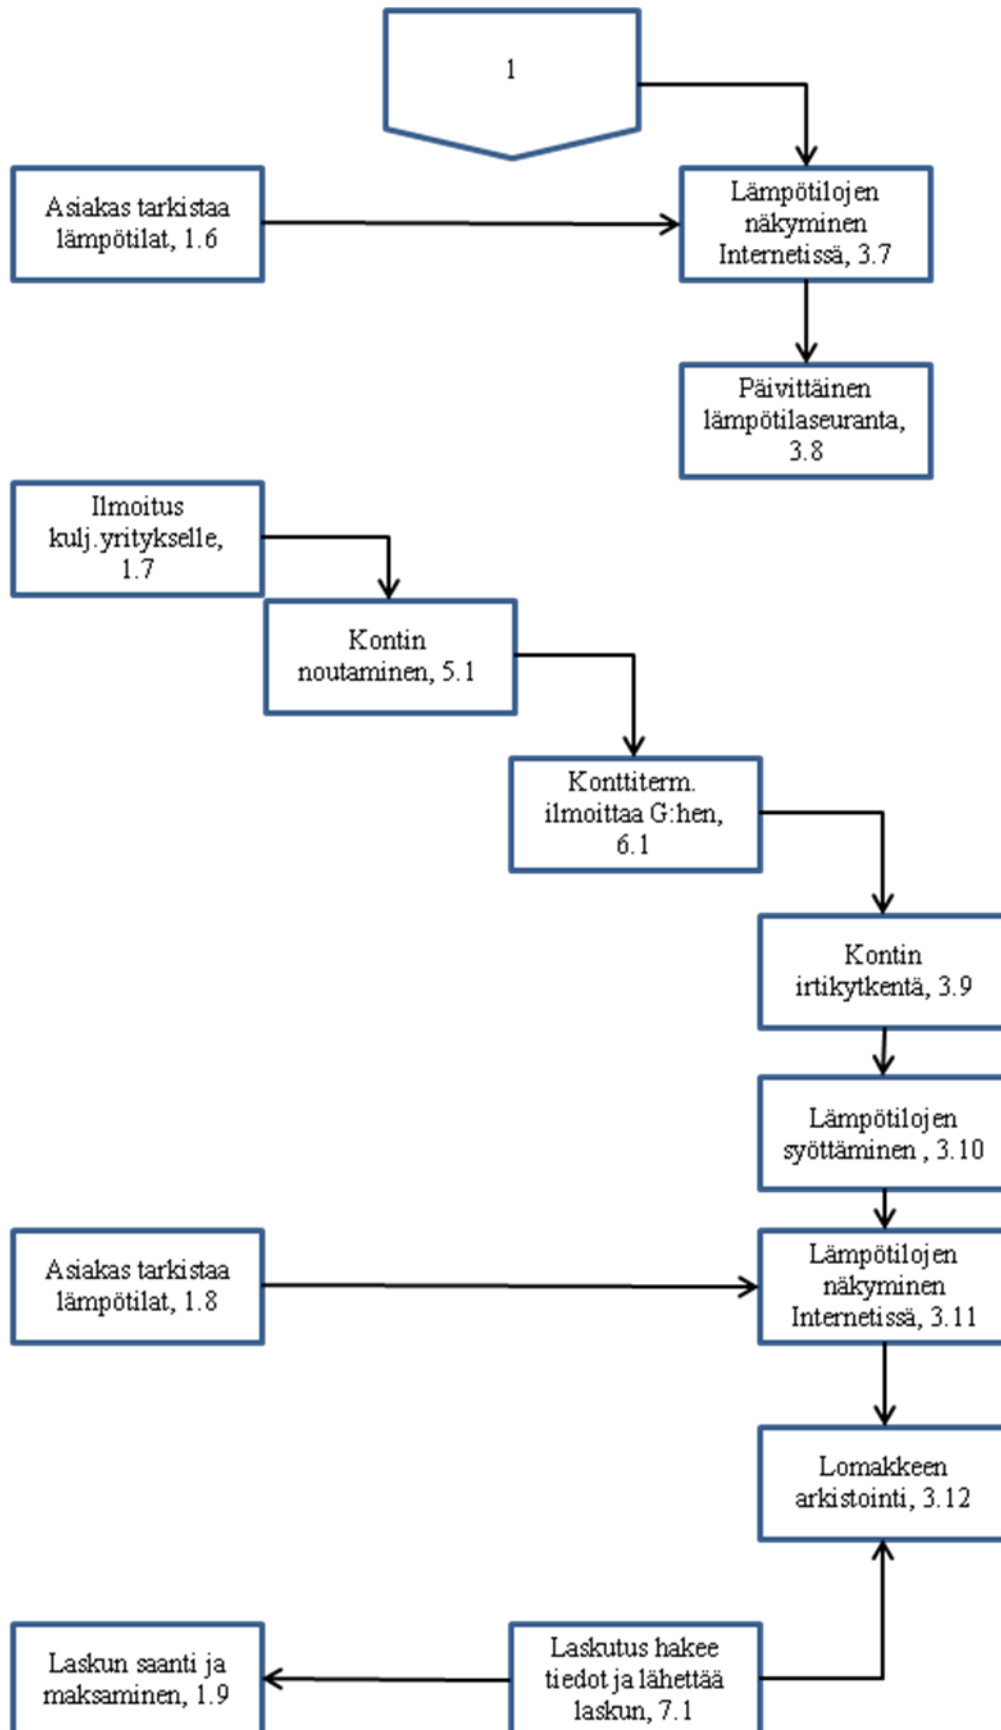 1
Asiakas tarkistaa
lämpötilat, 1.6
Lämpötilojen
näkyminen
Internetissä, 3.7
Päivittäinen
lämpötilaseuranta,
3.8
Ilmoitus
kulj.yritykselle,
1.7
Kontin
noutaminen, 5.1
Konttiterm.
ilmoittaa G:hen,
6.1
Kontin
irtikytkentä, 3.9
Lämpötilojen
syöttäminen , 3.10
Asiakas tarkistaa
lämpötilat, 1.8
Lämpötilojen
näkyminen
Internetissä, 3.11
Lomakkeen
arkistointi, 3.12
Laskun saanti ja
maksaminen, 1.9
Laskutus hakee
tiedot ja lähettää
laskun, 7.1